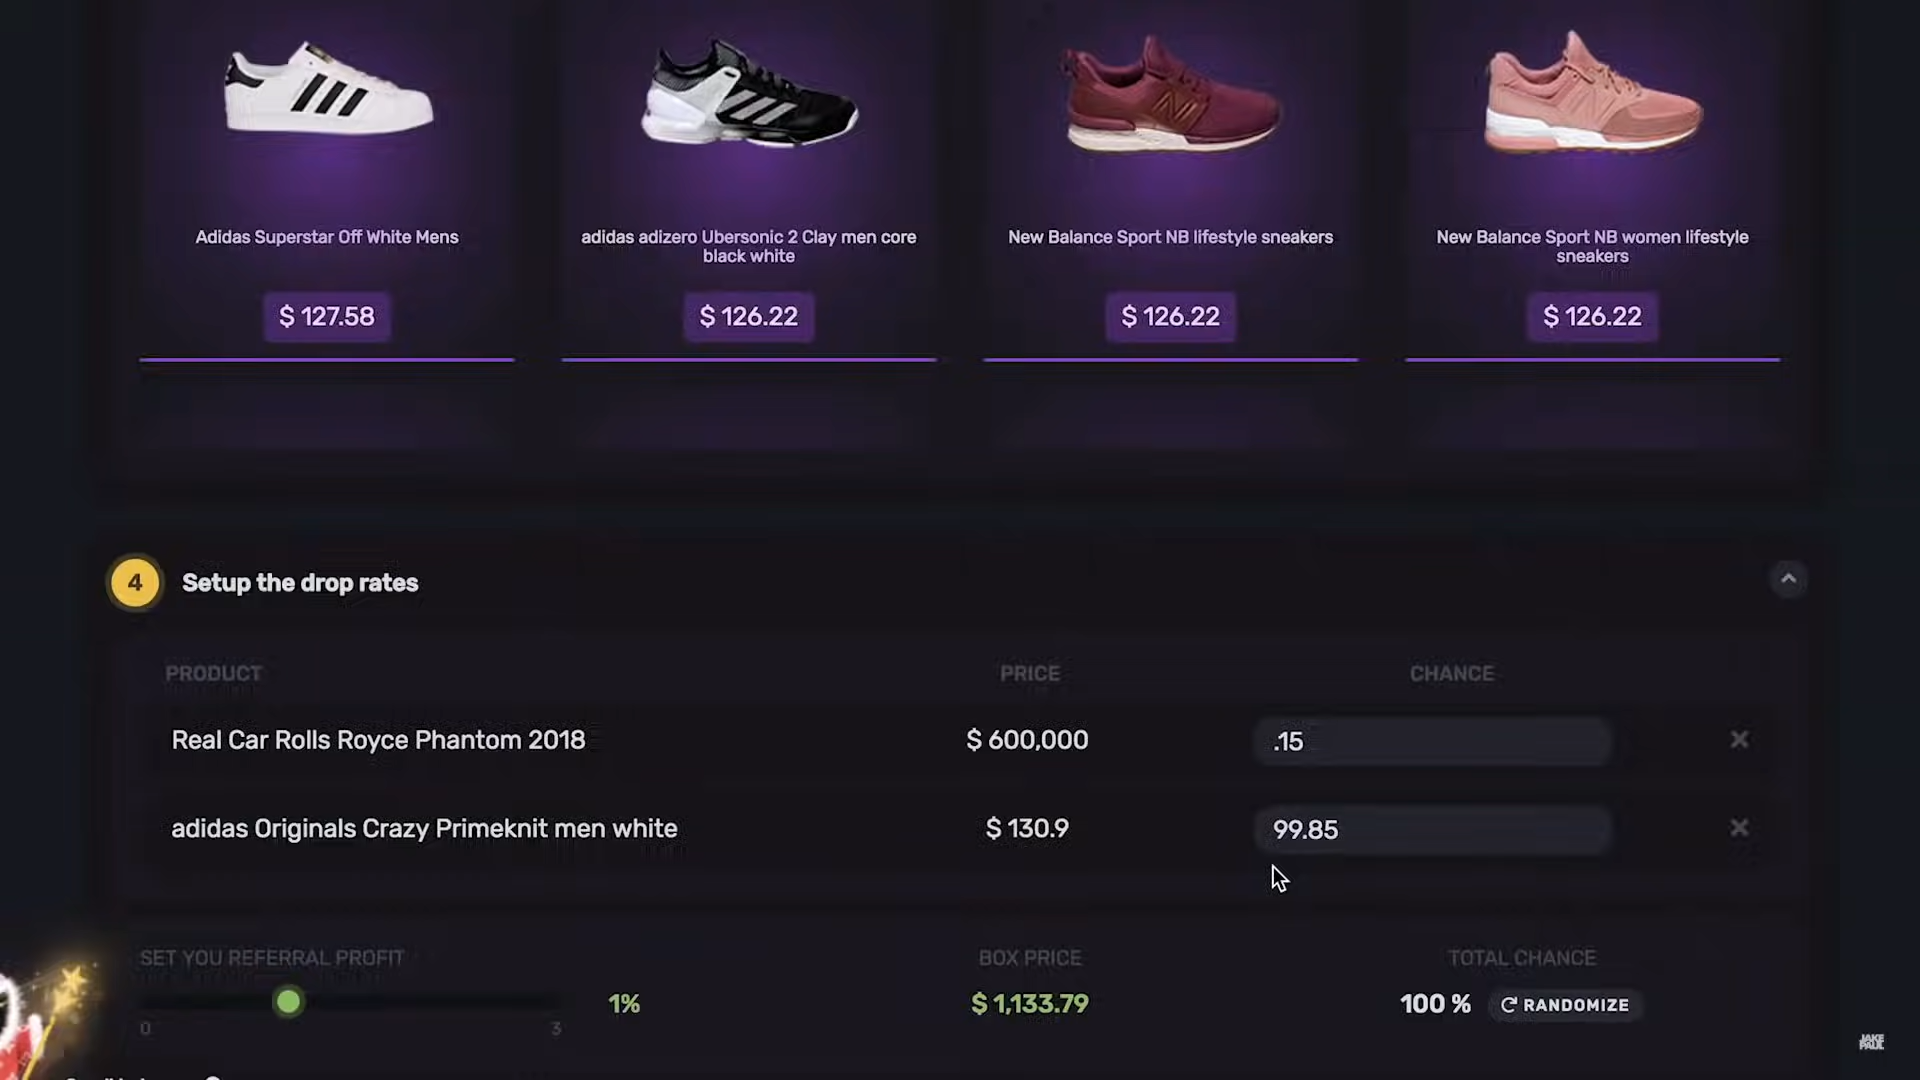 Adidas Superstar Off White Mens
adidas adizero Ubersonic 2 Clay men core
black white
New Balance Sport NB lifestyle sneakers
New Balance Sport NB women lifestyle
sneakers
$ 127.58
$ 126.22
$ 126.22
$ 126.22
4
Setup the drop rates
PRODUCT
PRICE
CHANCE
Real Car Rolls Royce Phantom 2018
$ 600,000
.15
adidas Originals Crazy Primeknit men white
$ 130.9
99.85
SET YOU REFERRAL PROFIT
BOX PRICE
TOTAL CHANCE
1%
$ 1,133.79
100 %
RANDOMIZE
0
3
JAKE
PAUL